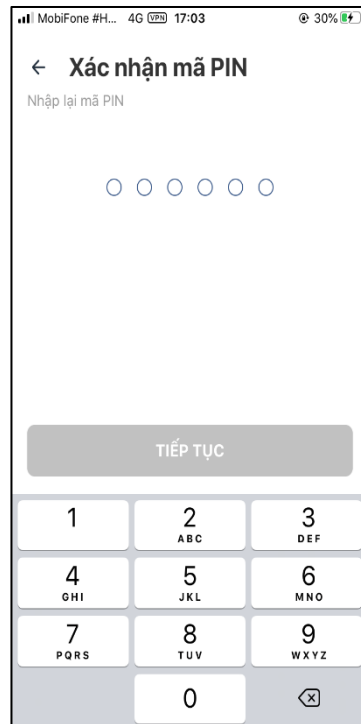 MobiFone #H... 4G VPN 17:03 30%
Xác nhận mã PIN
Nhập lại mã PIN
TIẾP TỤC
1 2 3
ABC DEF
4 5 6
GHI JKL MNO
7 8 9
PQRS TUV WXYZ
0